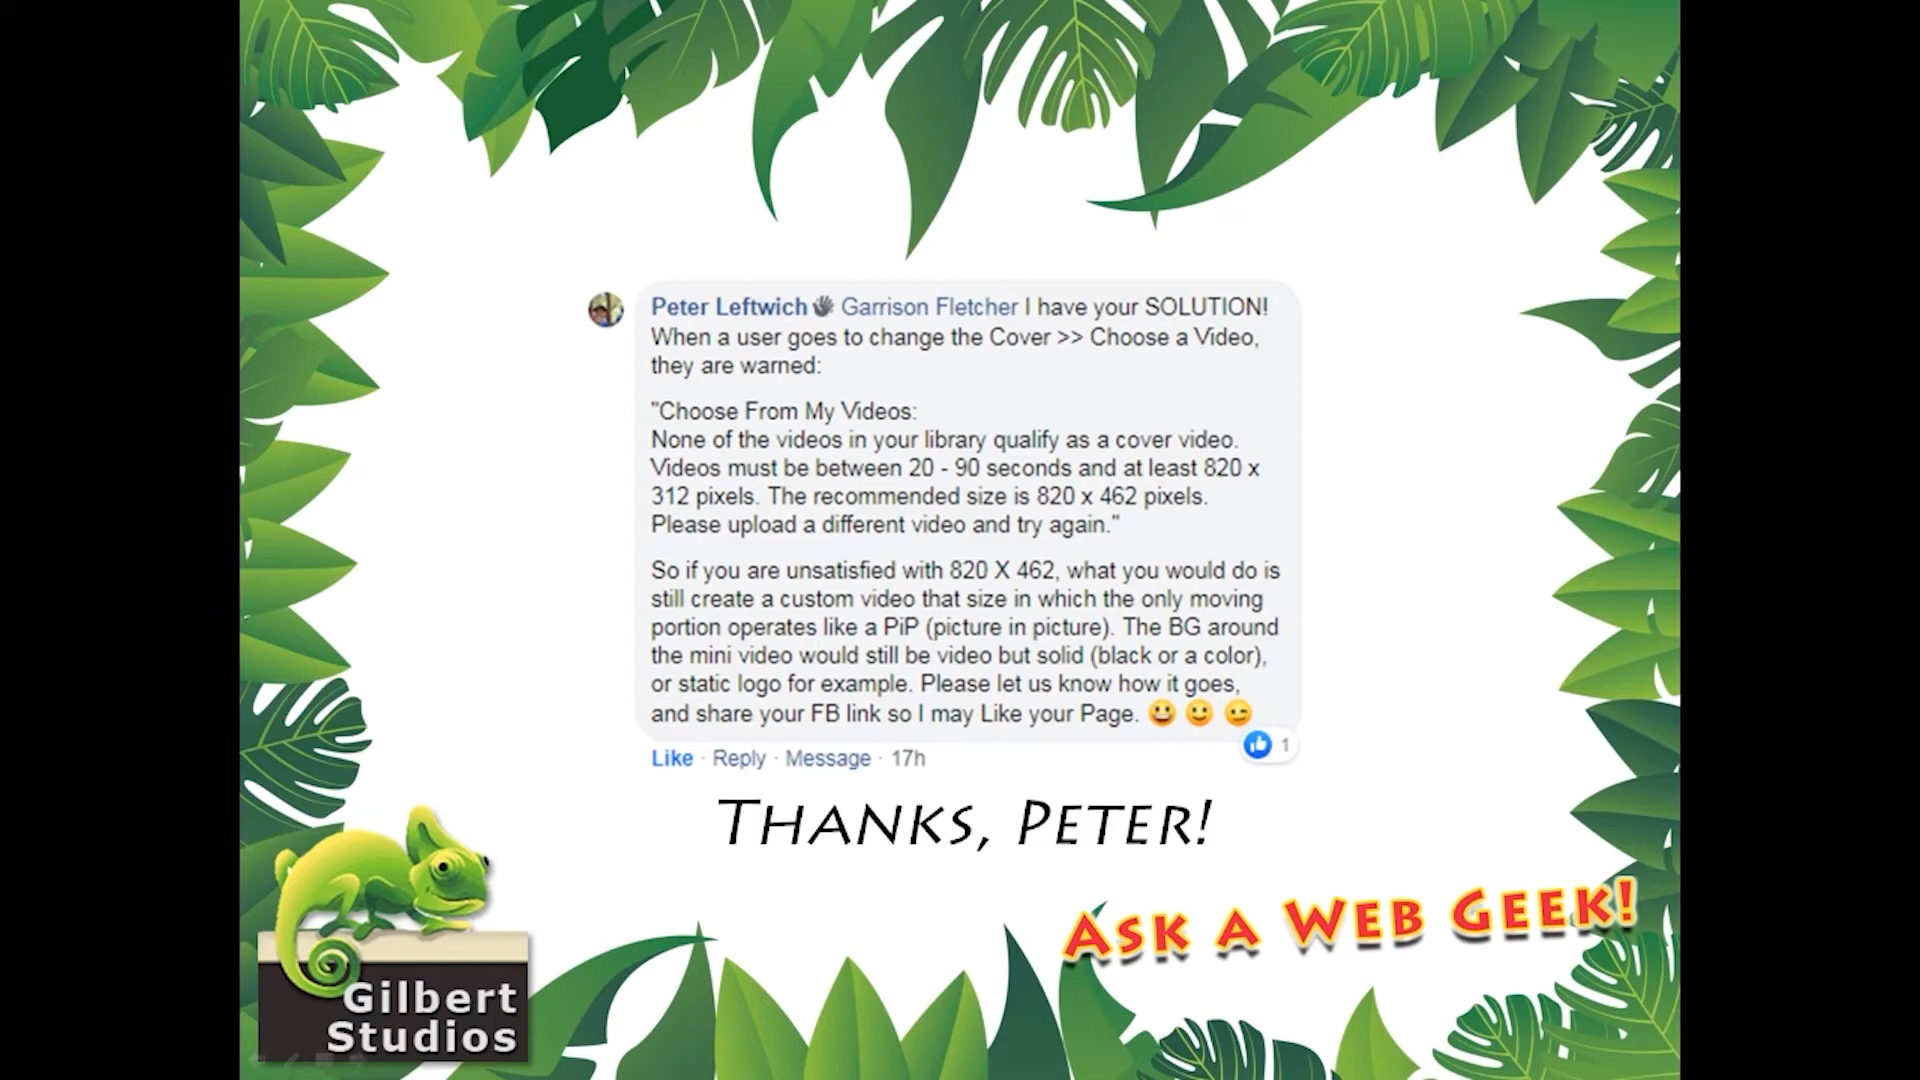 Peter Leftwich Garrison Fletcher I have your SOLUTION!
When a user goes to change the Cover >> Choose a Video,
they are warned:
"Choose From My Videos:
None of the videos in your library qualify as a cover video.
Videos must be between 20 - 90 seconds and at least 820 x
312 pixels. The recommended size is 820 x 462 pixels.
Please upload a different video and try again."
So if you are unsatisfied with 820 X 462, what you would do is
still create a custom video that size in which the only moving
portion operates like a PiP (picture in picture). The BG around
the mini video would still be video but solid (black or a color),
or static logo for example. Please let us know how it goes,
and share your FB link so I may Like your Page. 😀 🙂 😉
1
Like · Reply · Message · 17h
THANKS, PETER!
ASK A WEB GEEK!
Gilbert
Studios